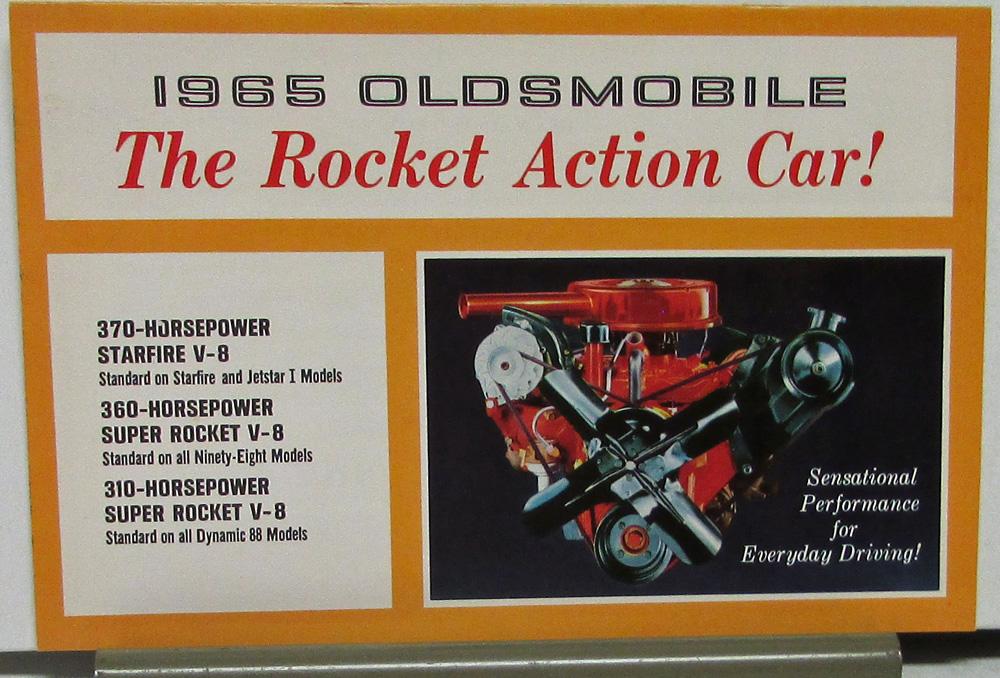 1965 OLDSMOBILE
The Rocket Action Car!
370-HORSEPOWER
STARFIRE V-8
Standard on Starfire and Jetstar I Models
360-HORSEPOWER
SUPER ROCKET V-8
Standard on all Ninety-Eight Models
310-HORSEPOWER
SUPER ROCKET V-8
Standard on all Dynamic 88 Models
Sensational
Performance
for
Everyday Driving!